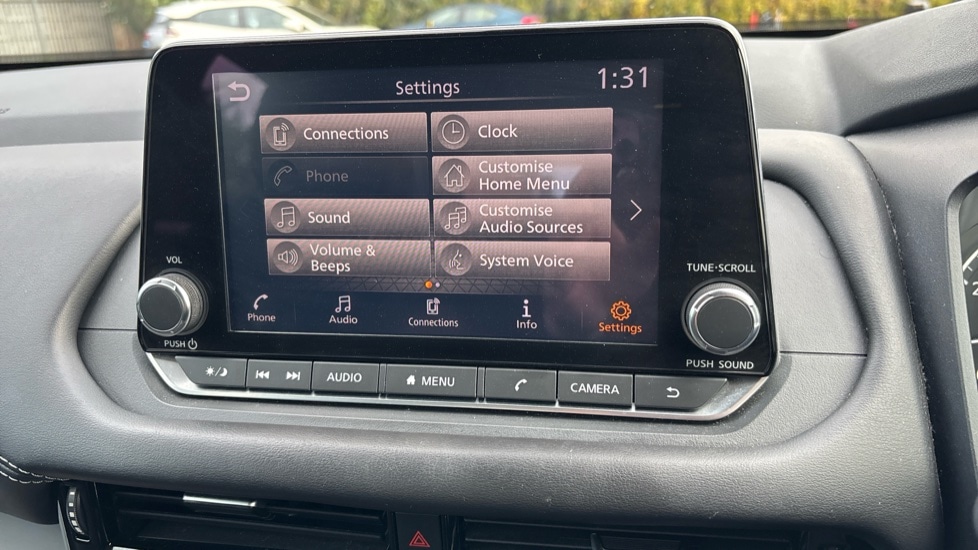 Settings
1:31
Connections
Clock
Phone
Customise
Home Menu
Sound
Customise
Audio Sources
Volume &
Beeps
System Voice
Phone
Audio
Connections
Info
Settings
VOL
PUSH
TUNE·SCROLL
PUSH SOUND
AUDIO
MENU
CAMERA
2